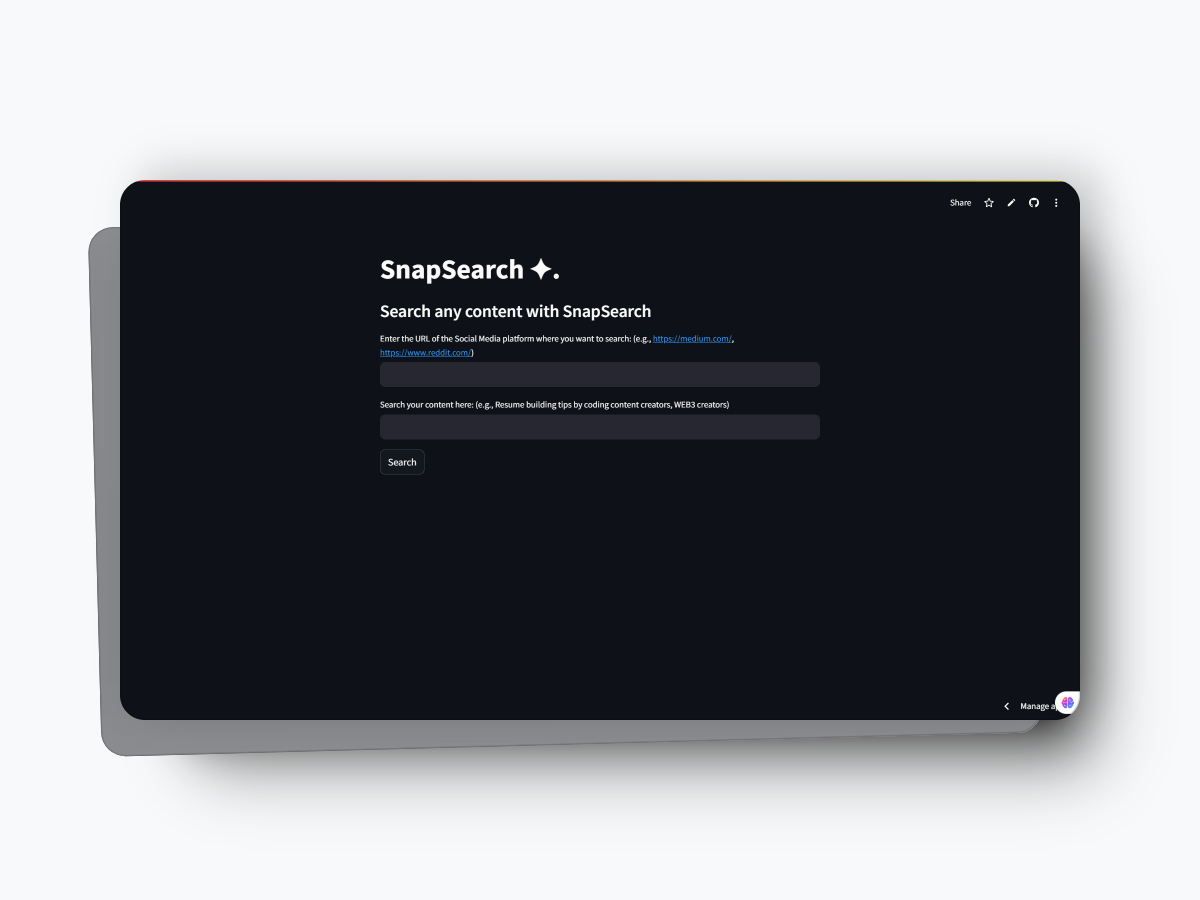 Share
SnapSearch ✦.
Search any content with SnapSearch
Enter the URL of the Social Media platform where you want to search: (e.g., https://medium.com/,
https://www.reddit.com/)
Search your content here: (e.g., Resume building tips by coding content creators, WEB3 creators)
Search
Manage